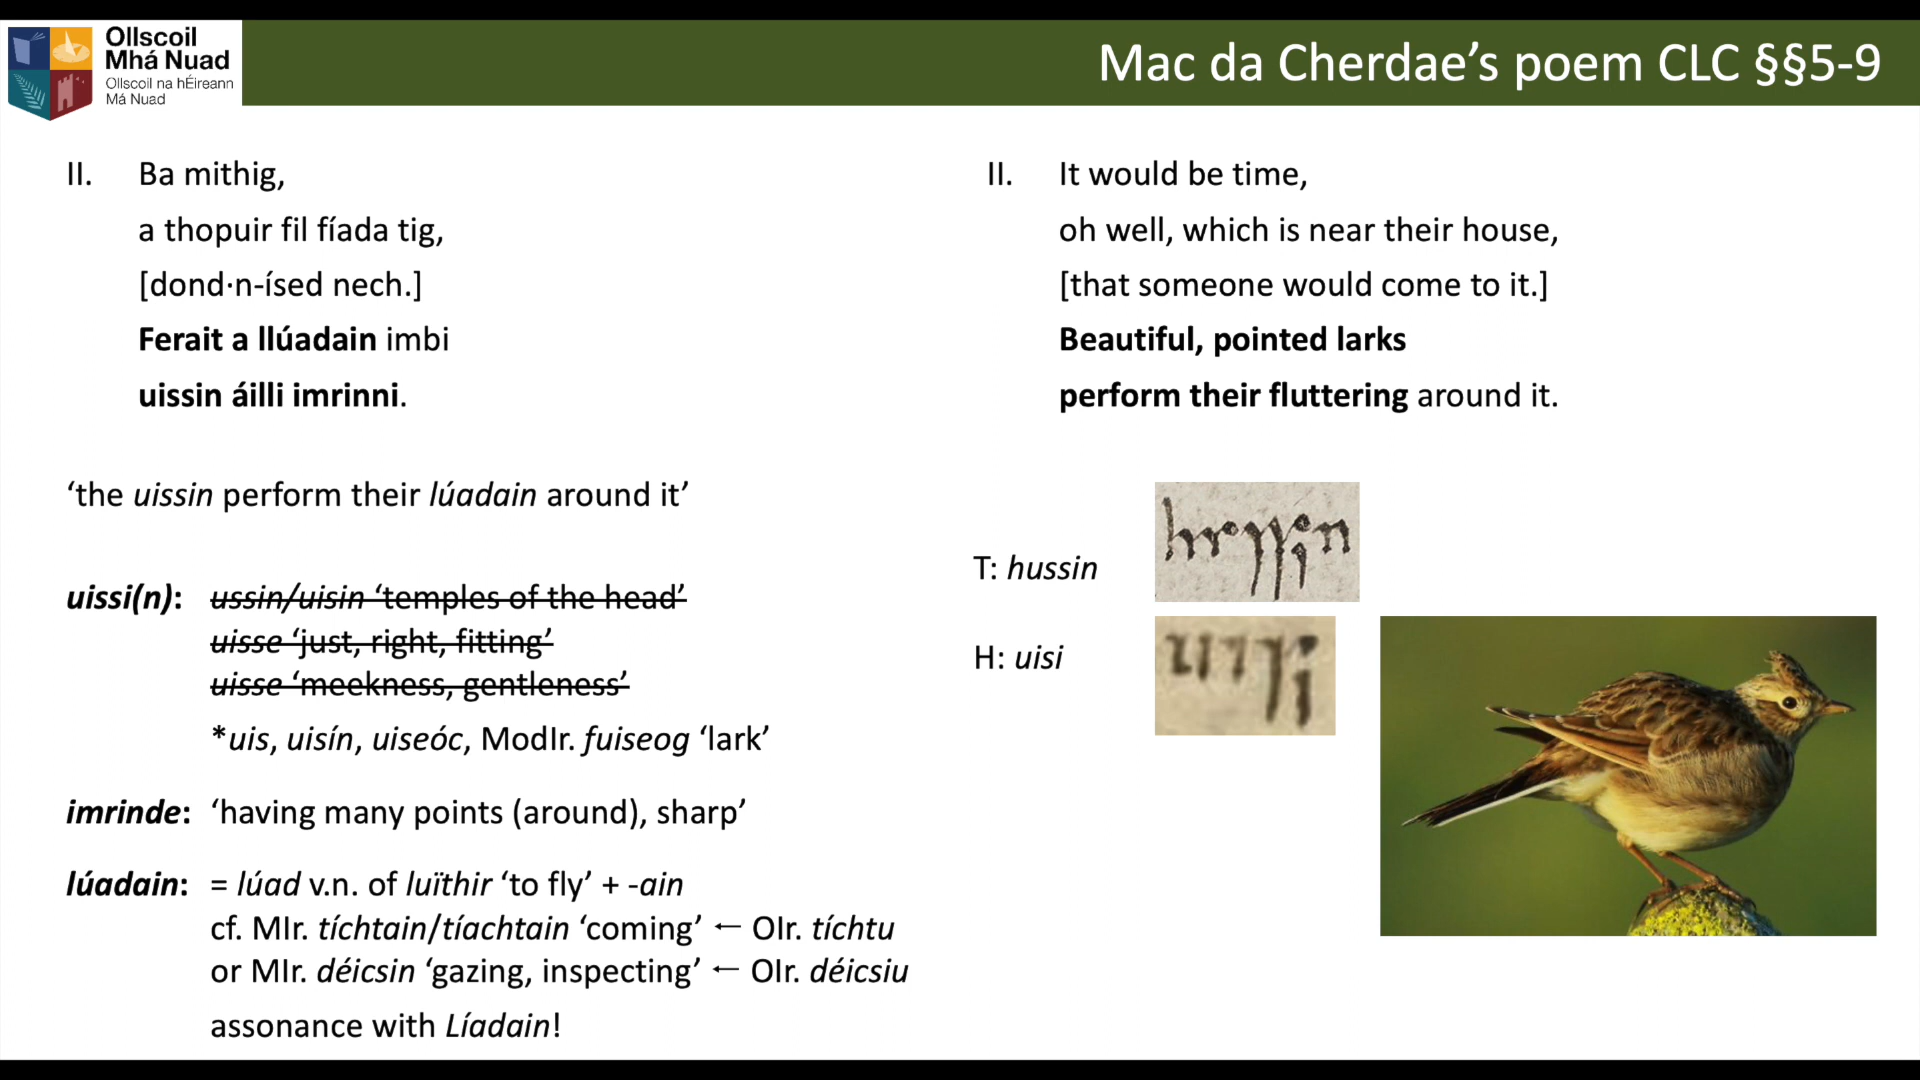 Ollscoil
Mhá Nuad
Ollscoil na hÉireann
Má Nuad
Mac da Cherdae’s poem CLC §§5-9
II. Ba mithig,
a thopuir fil fíada tig,
[dond·n-ísed nech.]
Ferait a llúadain imbi
uissin áilli imrinni.
II. It would be time,
oh well, which is near their house,
[that someone would come to it.]
Beautiful, pointed larks
perform their fluttering around it.
‘the uissin perform their lúadain around it’
uissi(n): ussin/uisin ‘temples of the head’
uisse ‘just, right, fitting’
uisse ‘meekness, gentleness’
*uis, uisín, uiseóc, ModIr. fuiseog ‘lark’
imrinde: ‘having many points (around), sharp’
lúadain: = lúad v.n. of luïthir ‘to fly’ + -ain
cf. MIr. tíchtain/tíachtain ‘coming’ ← OIr. tíchtu
or MIr. déicsin ‘gazing, inspecting’ ← OIr. déicsiu
assonance with Líadain!
T: hussin
hussin
H: uisi
uisi